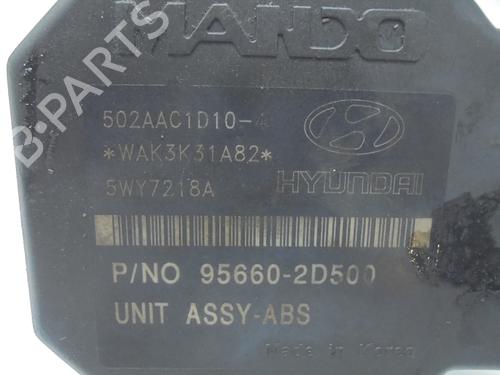 MANDO
502AAC1D10-4
*WAK3K31A82*
5WY7218A
HYUNDAI
P/NO 95660-2D500
UNIT ASSY-ABS
Made in Korea
B-PARTS